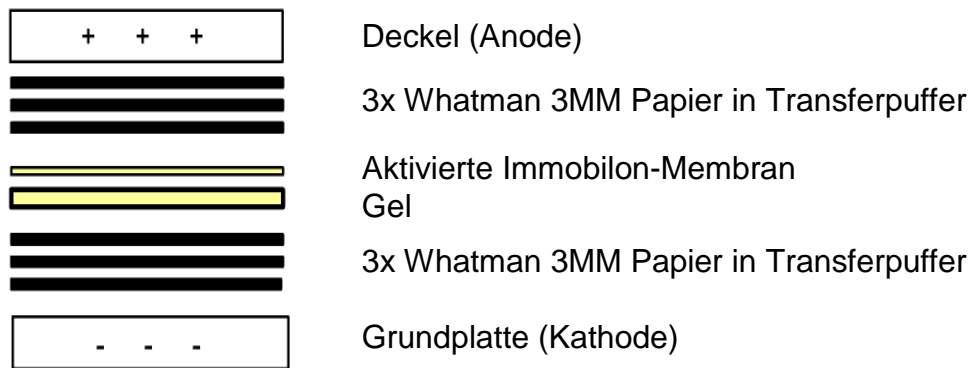 + + + Deckel (Anode)
3x Whatman 3MM Papier in Transferpuffer
Aktivierte Immobilon-Membran
Gel
3x Whatman 3MM Papier in Transferpuffer
- - - Grundplatte (Kathode)